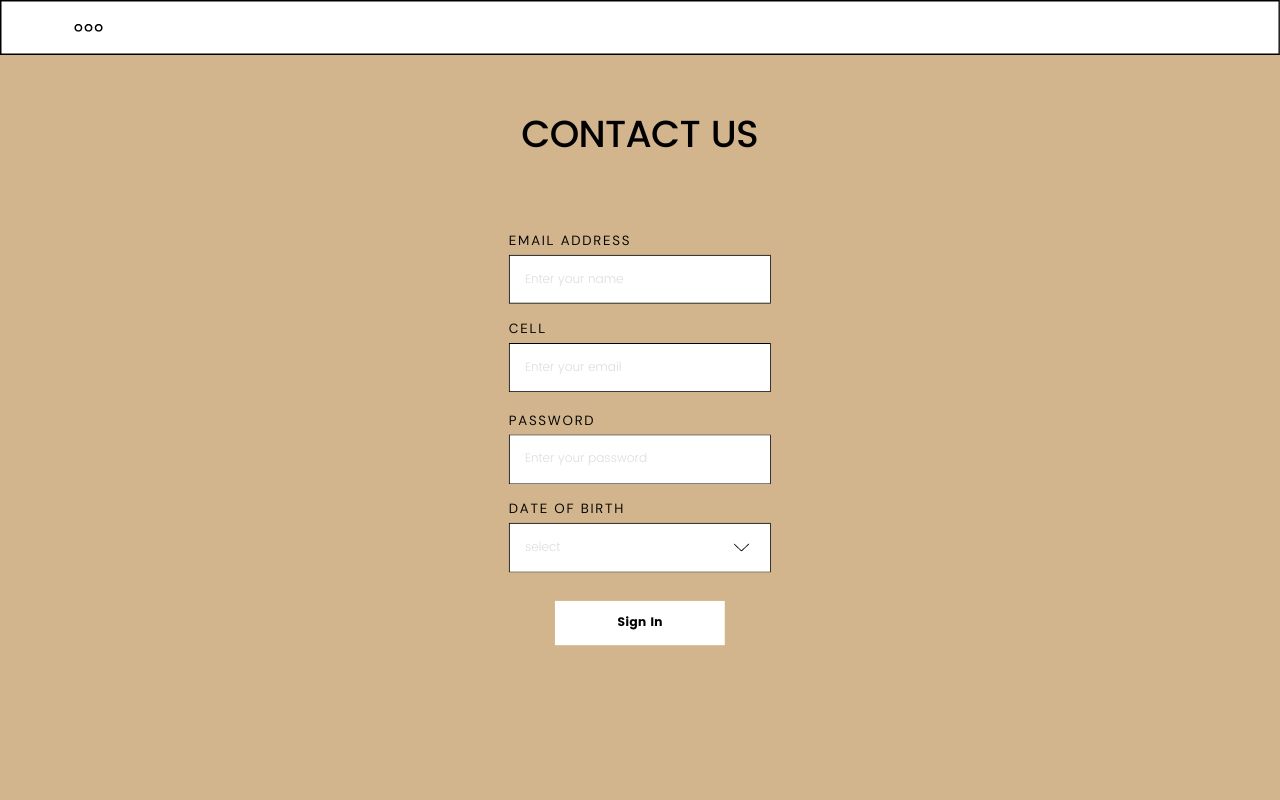 CONTACT US
EMAIL ADDRESS
Enter your name
CELL
Enter your email
PASSWORD
Enter your password
DATE OF BIRTH
select
Sign In